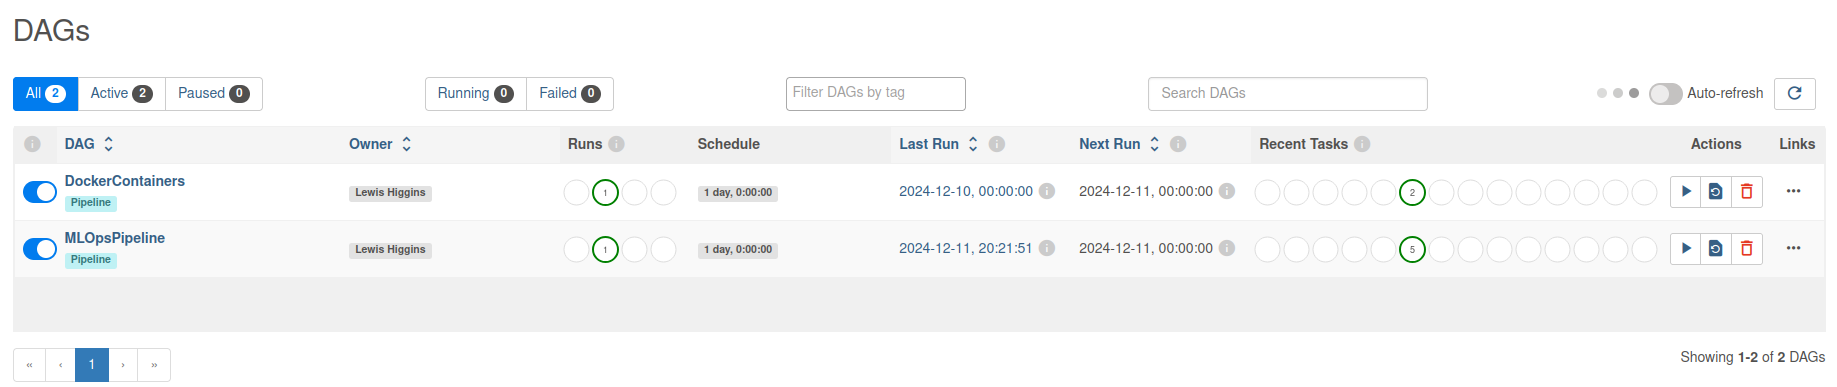 DAGs
All 2 Active 2 Paused 0 Running 0 Failed 0 Filter DAGs by tag Search DAGs Auto-refresh
i DAG Owner Runs i Schedule Last Run i Next Run i Recent Tasks i Actions Links
DockerContainers Lewis Higgins 1 1 day, 0:00:00 2024-12-10, 00:00:00 i 2024-12-11, 00:00:00 i 2 ...
Pipeline
MLOpsPipeline Lewis Higgins 1 1 day, 0:00:00 2024-12-11, 20:21:51 i 2024-12-11, 00:00:00 i 5 ...
Pipeline
« ‹ 1 › » Showing 1-2 of 2 DAGs